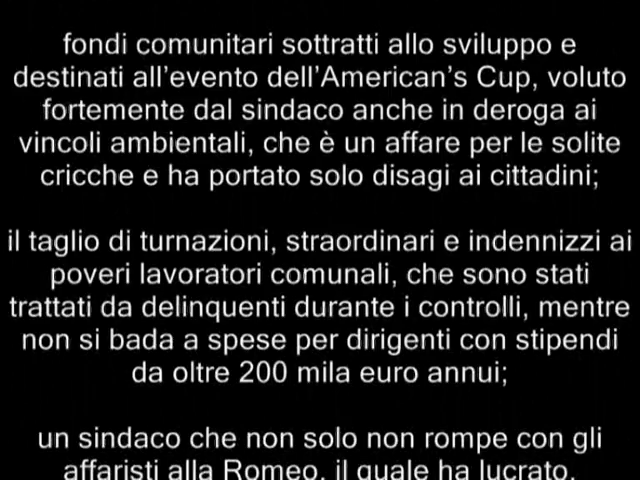 fondi comunitari sottratti allo sviluppo e
destinati all'evento dell'American's Cup, voluto
fortemente dal sindaco anche in deroga ai
vincoli ambientali, che è un affare per le solite
cricche e ha portato solo disagi ai cittadini;
il taglio di turnazioni, straordinari e indennizzi ai
poveri lavoratori comunali, che sono stati
trattati da delinquenti durante i controlli, mentre
non si bada a spese per dirigenti con stipendi
da oltre 200 mila euro annui;
un sindaco che non solo non rompe con gli
affaristi alla Romeo, il quale ha lucrato,